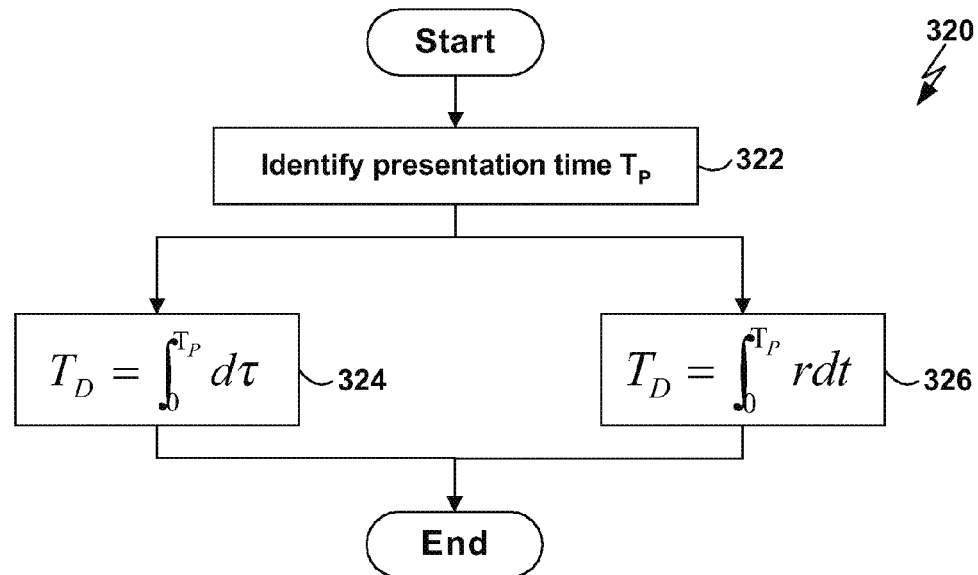 Start
320
Identify presentation time T_P
322
T_D = ∫_0^{T_P} dτ
324
T_D = ∫_0^{T_P} rdt
326
End